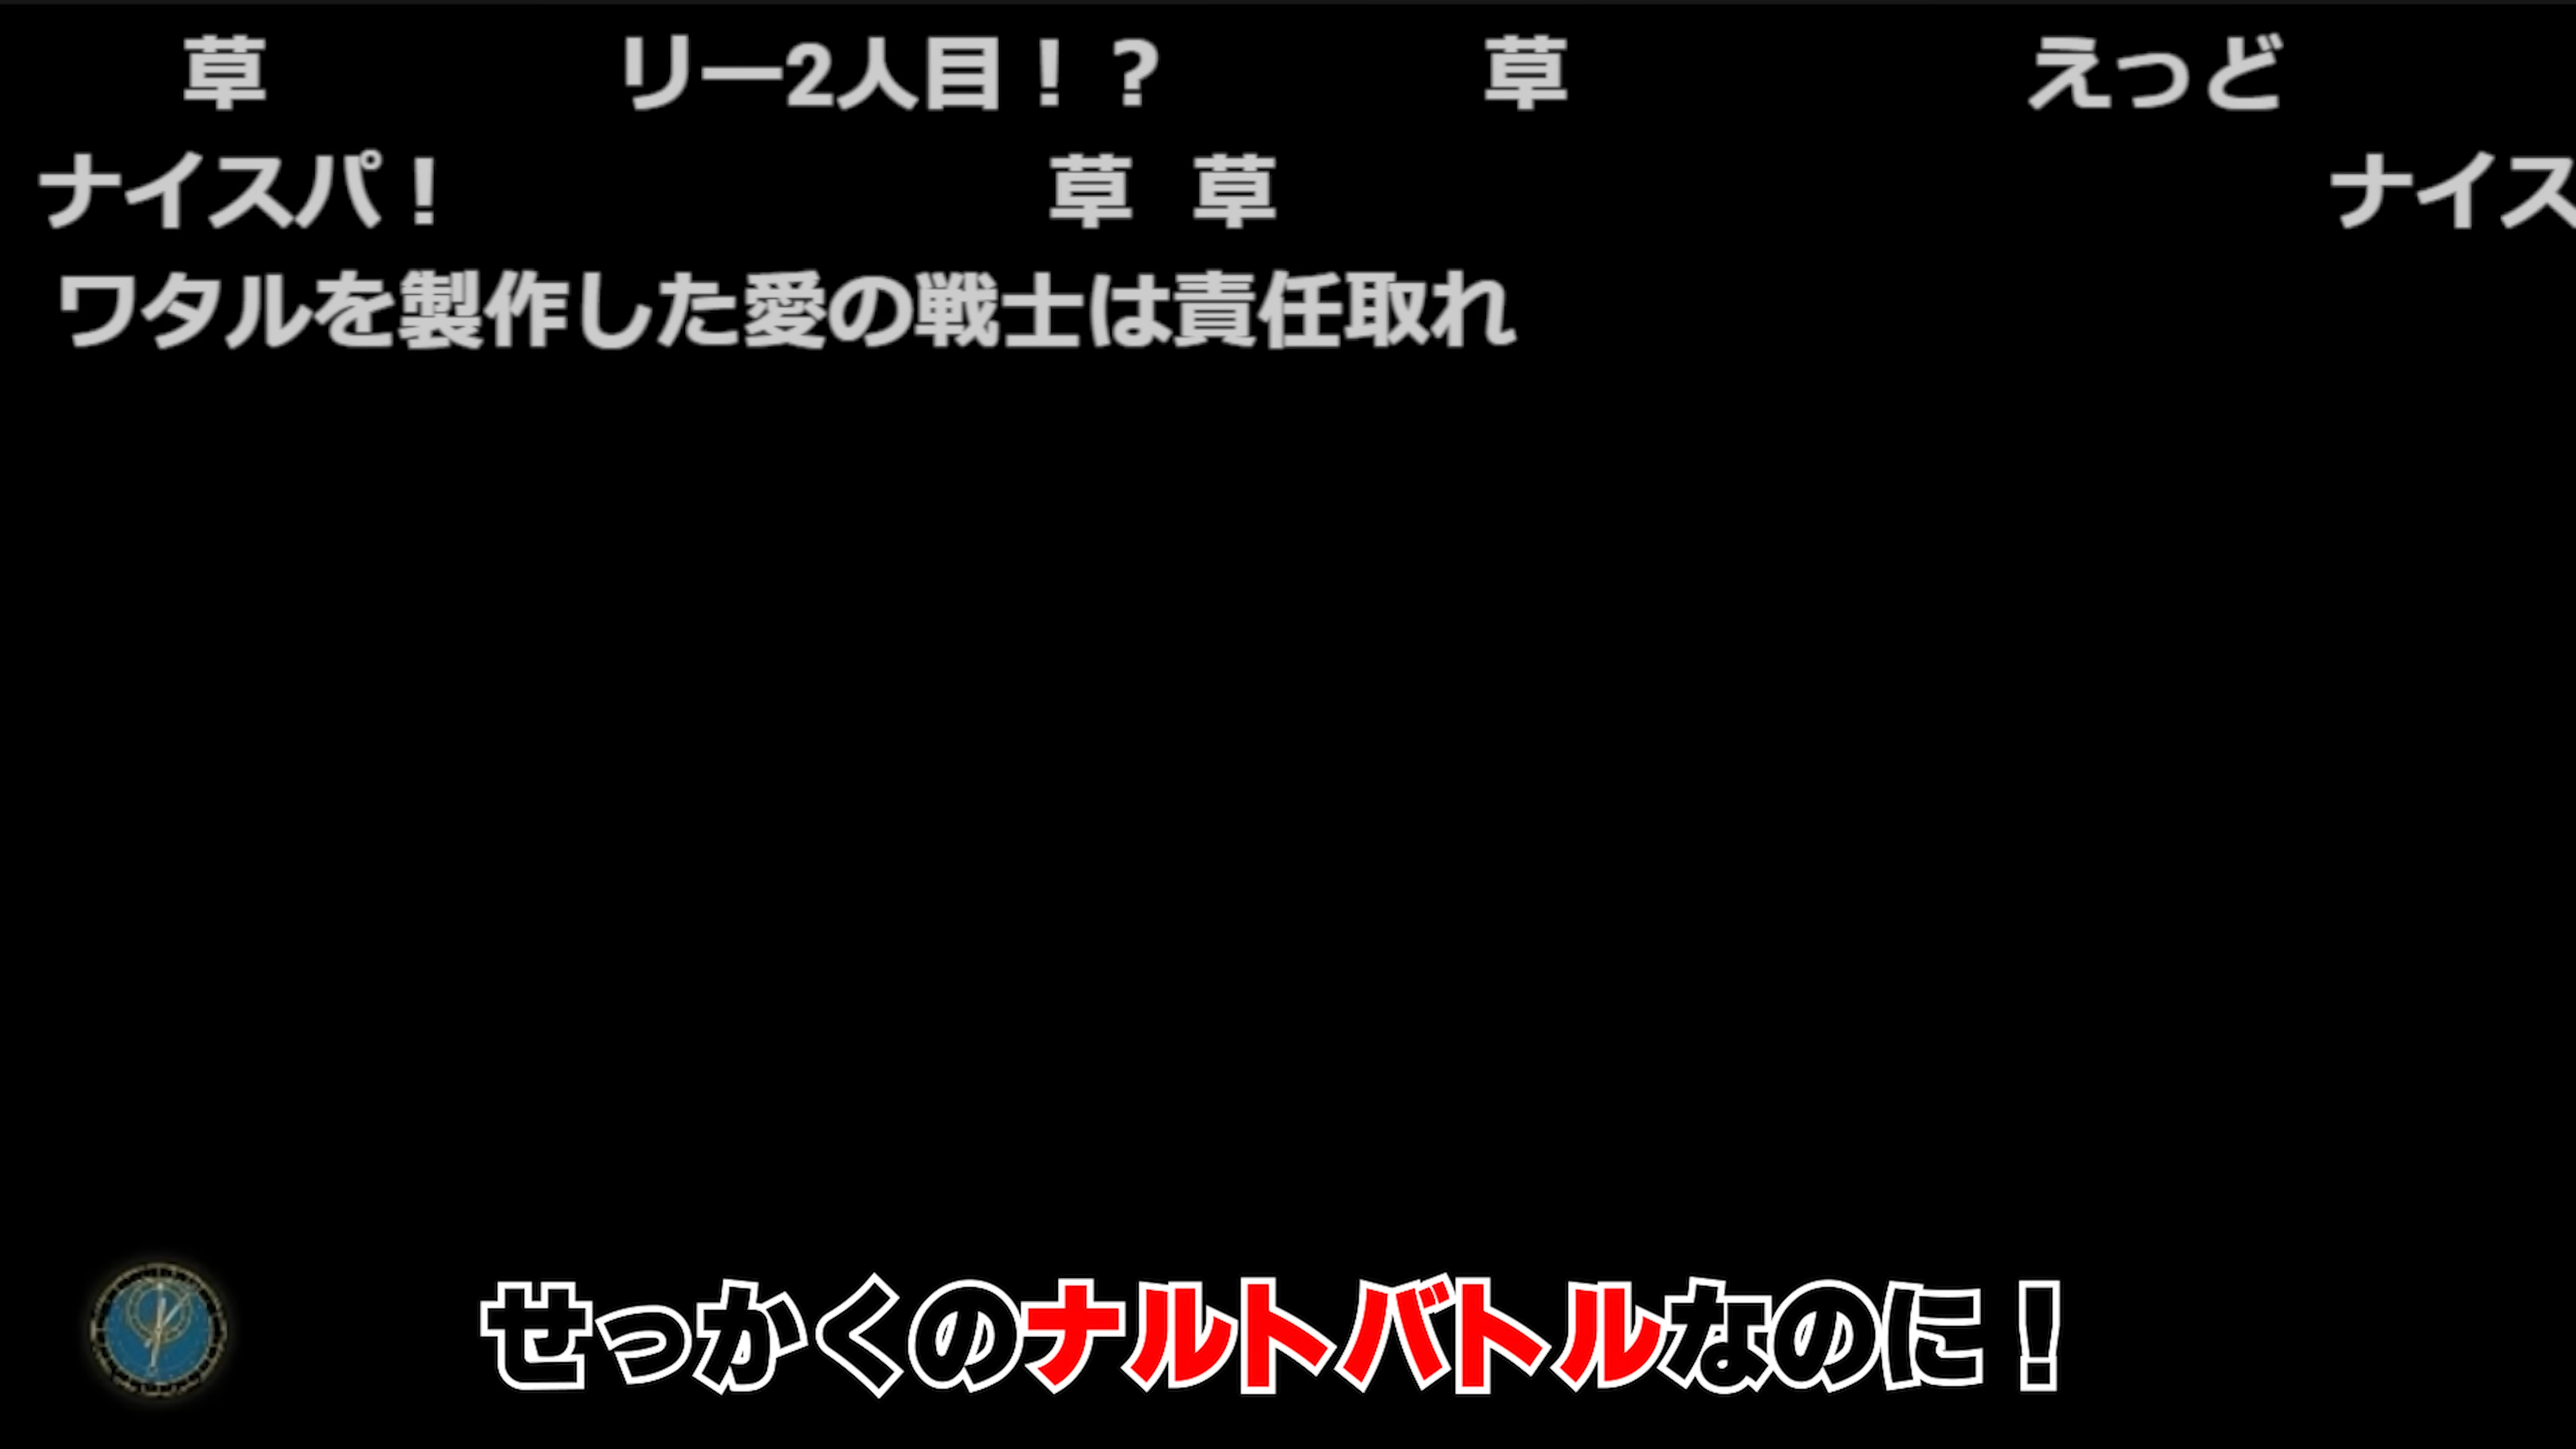 草 リー2人目！？ 草 えっど
ナイスパ！ 草 草 ナイス
ワタルを製作した愛の戦士は責任取れ
せっかくのナルトバトルなのに！